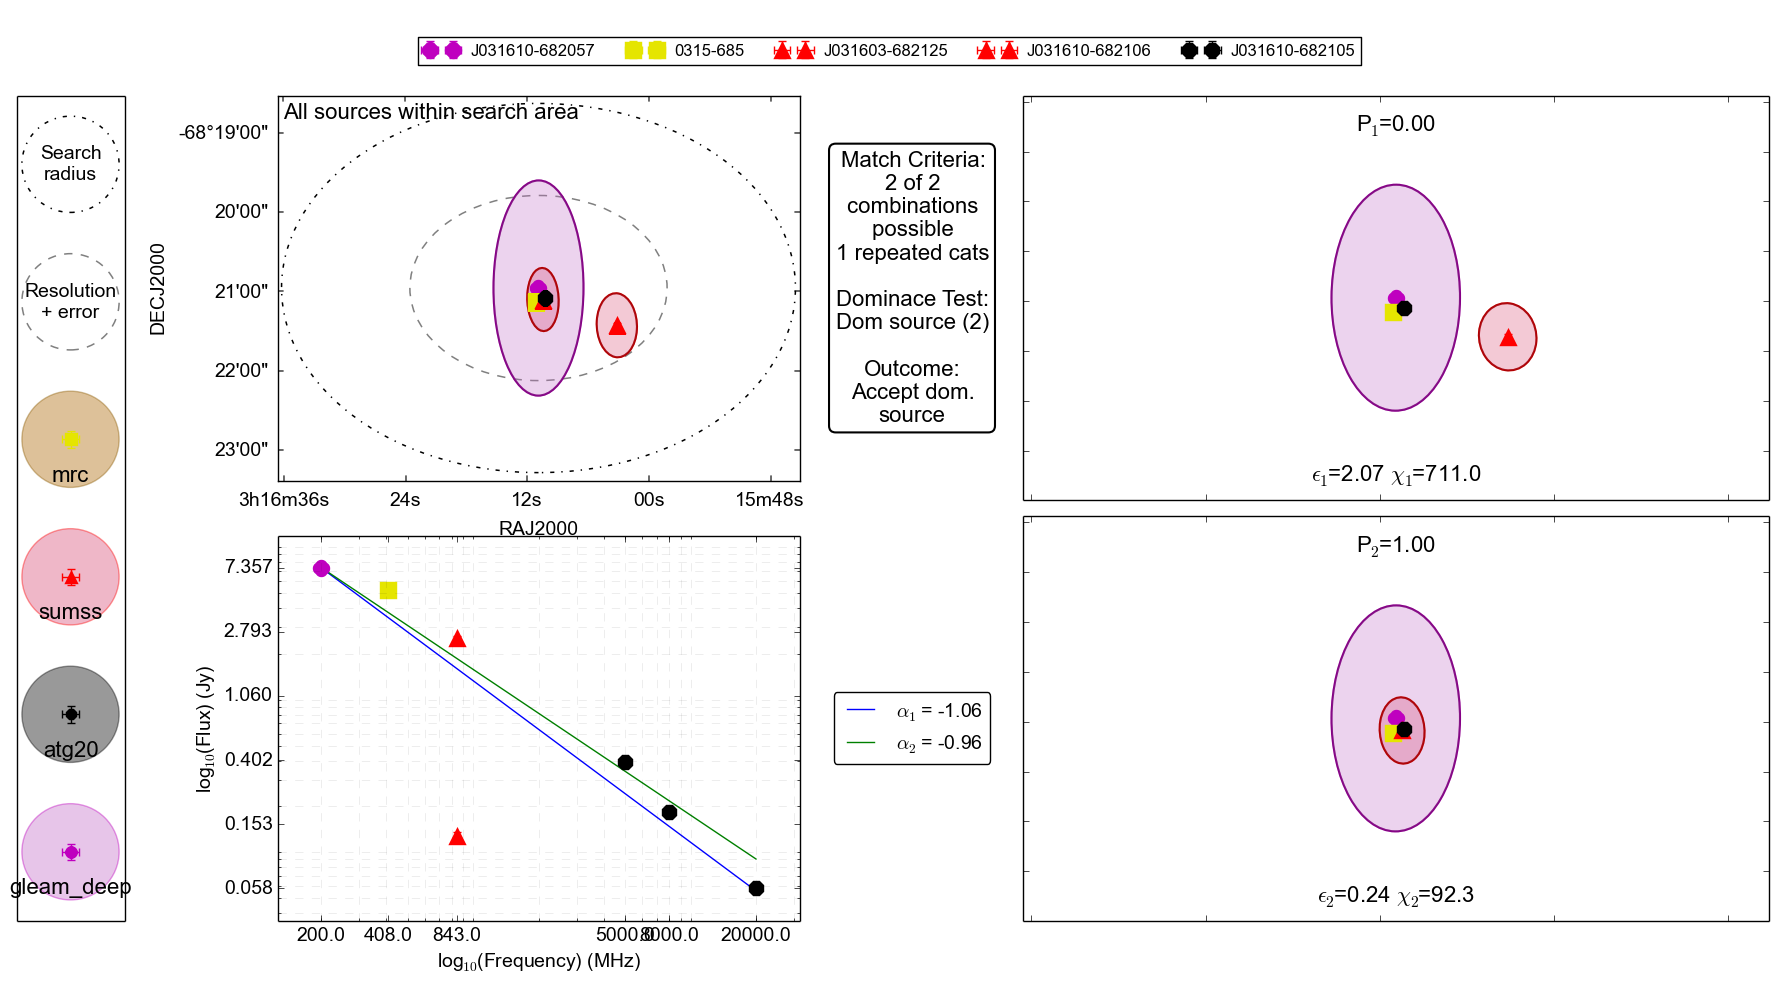 J031610-682057 0315-685 J031603-682125 J031610-682106 J031610-682105
Search
radius
Resolution
+ error
mrc
sumss
atg20
gleam_deep
All sources within search area
DECJ2000
-68°19'00"
20'00"
21'00"
22'00"
23'00"
3h16m36s 24s 12s 00s 15m48s
RAJ2000
Match Criteria:
2 of 2
combinations
possible
1 repeated cats
Dominace Test:
Dom source (2)
Outcome:
Accept dom.
source
P₁=0.00
ϵ₁=2.07 χ₁=711.0
P₂=1.00
ϵ₂=0.24 χ₂=92.3
log₁₀(Flux) (Jy)
7.357
2.793
1.060
0.402
0.153
0.058
200.0 408.0 843.0 5000.0 8000.0 20000.0
log₁₀(Frequency) (MHz)
α₁ = -1.06
α₂ = -0.96